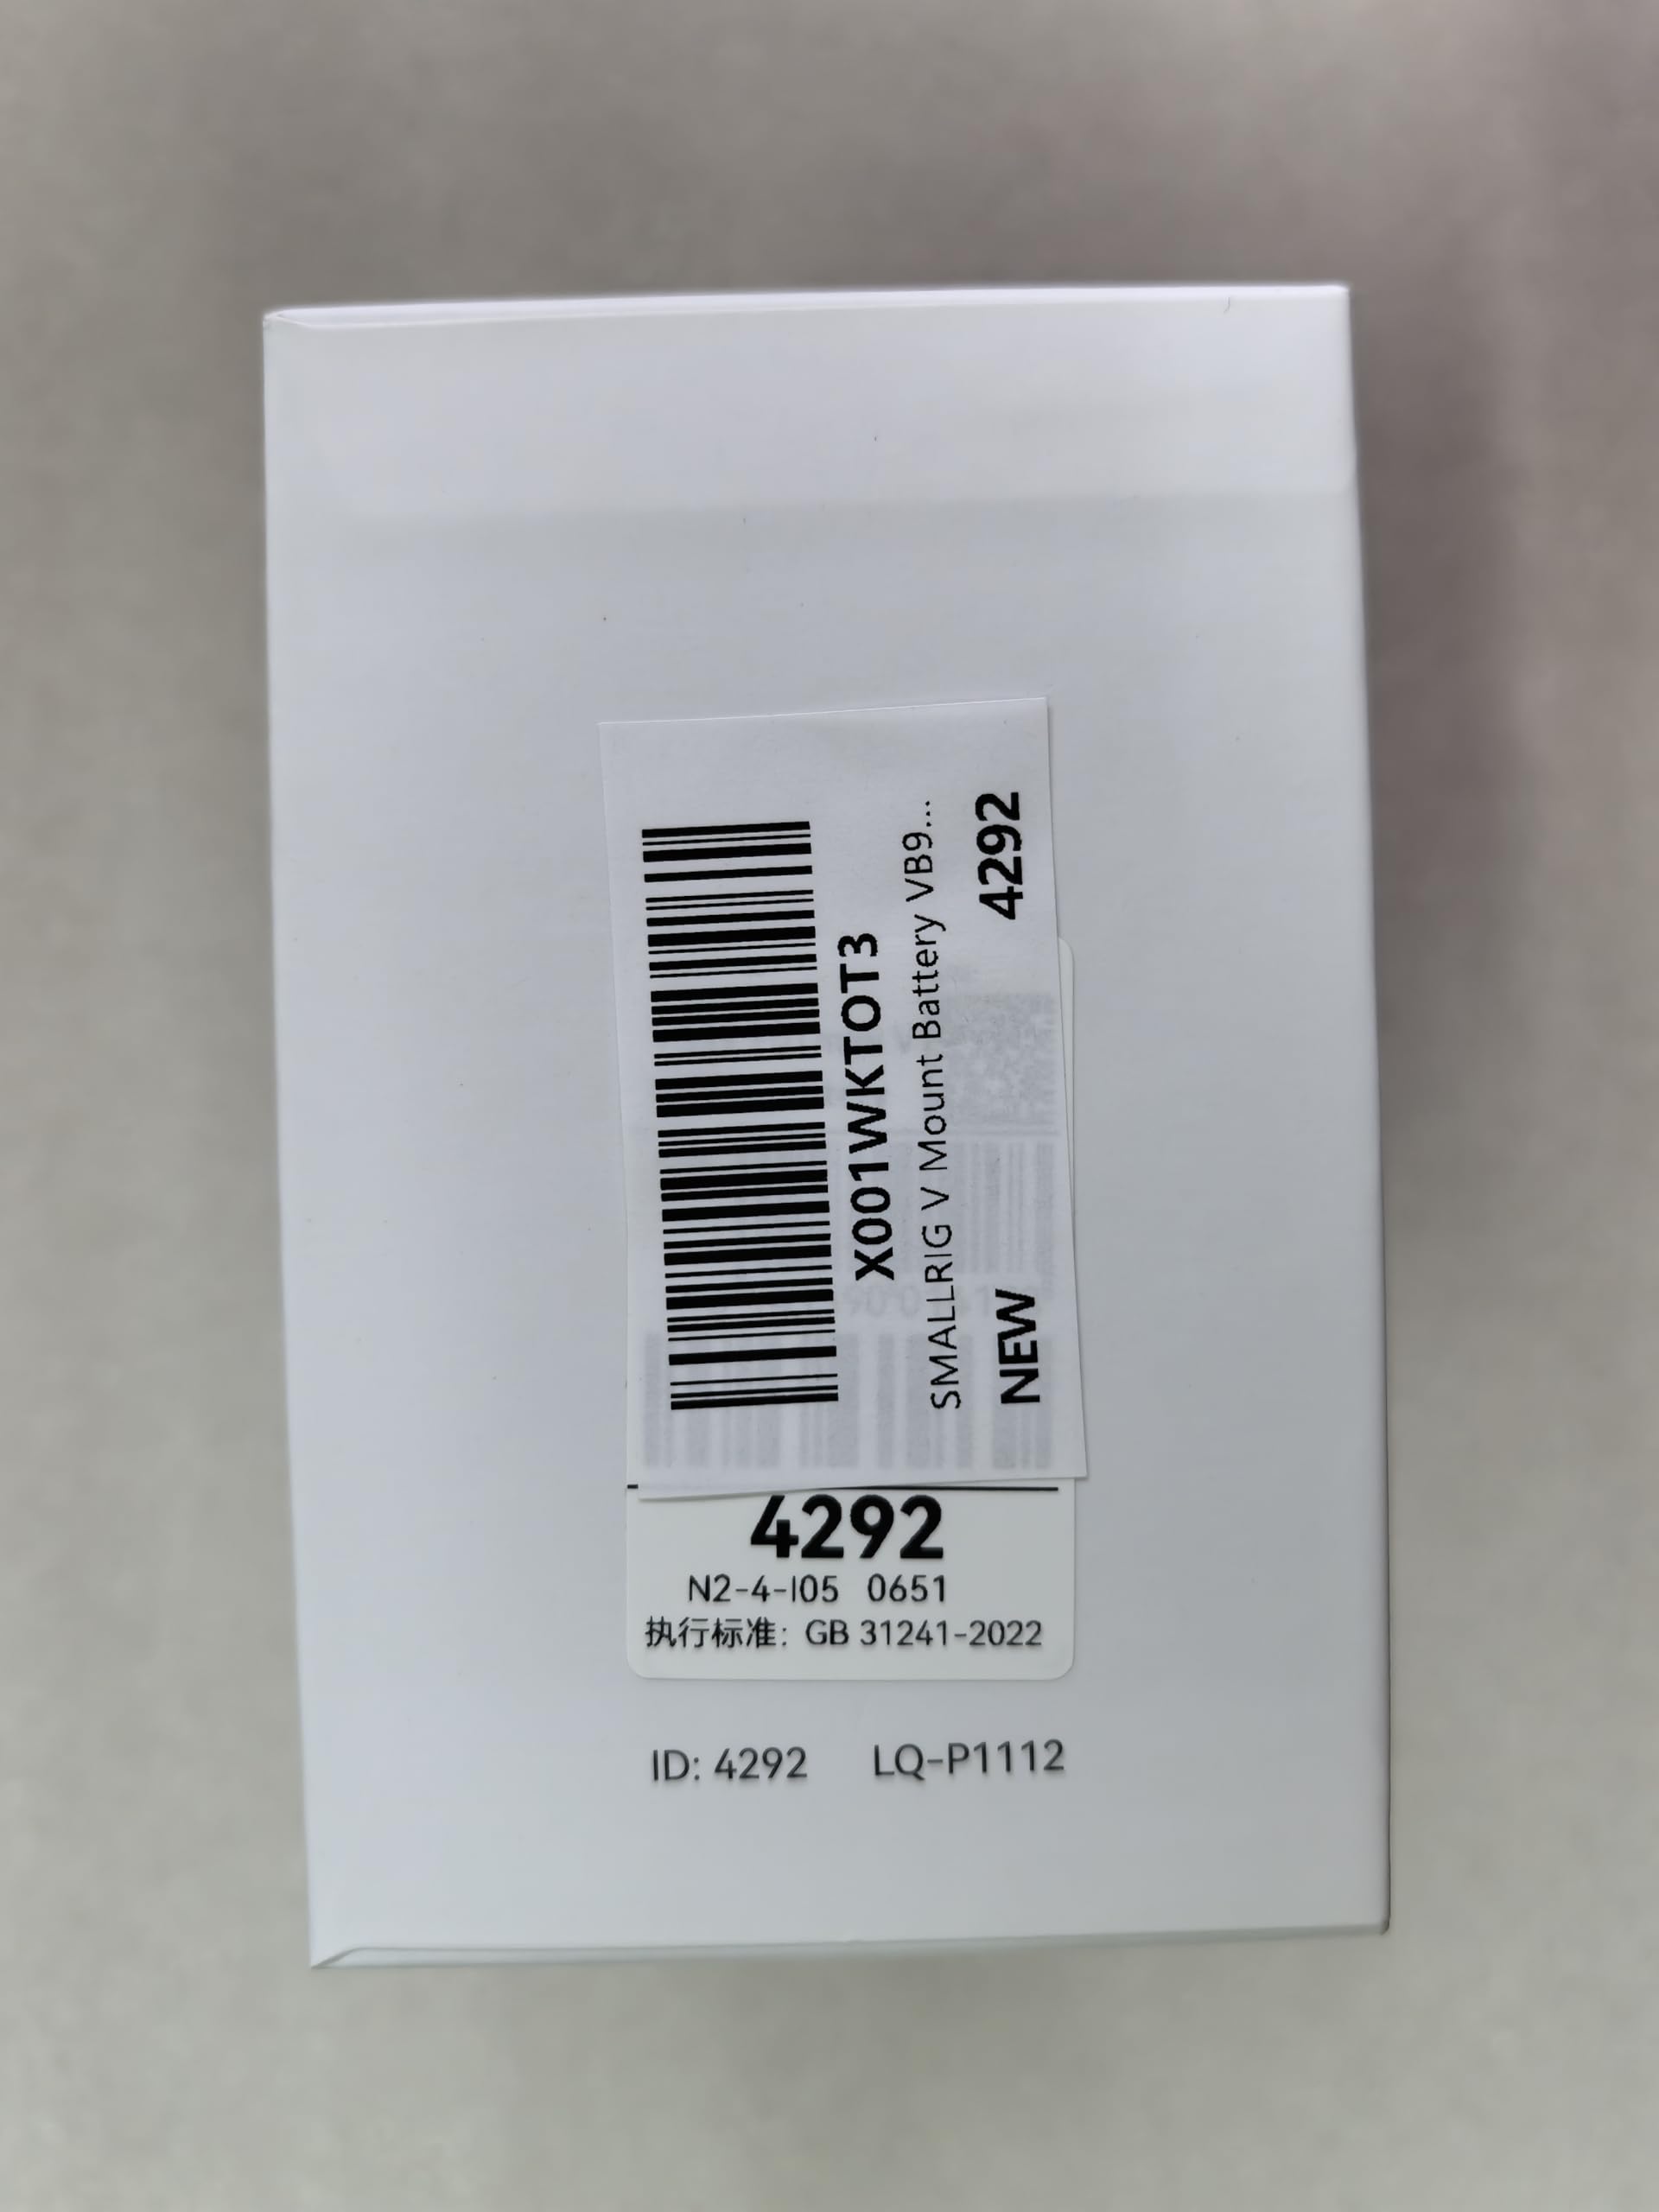 X001WKTOT3
SMALLRIG V Mount Battery VB9...
NEW 4292
4292
N2-4-I05 0651
执行标准：GB 31241-2022
ID: 4292 LQ-P1112